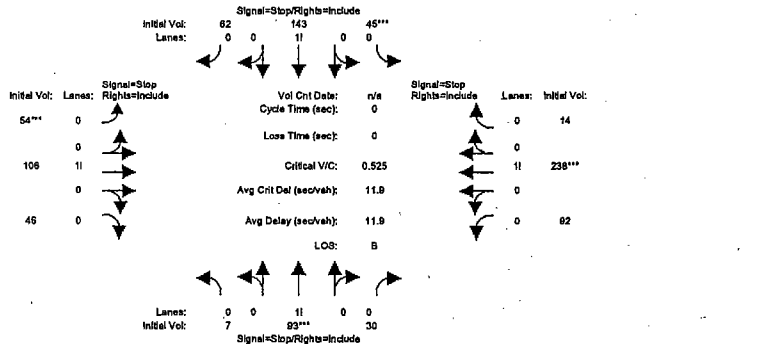 Signal=Stop/Rights=Include
Initial Vol: 62 143 45***
Lanes: 0 0 1! 0 0
Signal=Stop Signal=Stop
Initial Vol: Lanes: Rights=Include Vol Cnt Date: n/a Rights=Include Lanes: Initial Vol:
Cycle Time (sec): 0
54*** 0 0 14
Loss Time (sec): 0
0 0
106 1! Critical V/C: 0.525 1! 238***
0 Avg Crit Del (sec/veh): 11.9 0
46 0 Avg Delay (sec/veh): 11.9 0 92
LOS: B
Lanes: 0 0 1! 0 0
Initial Vol: 7 93*** 30
Signal=Stop/Rights=Include